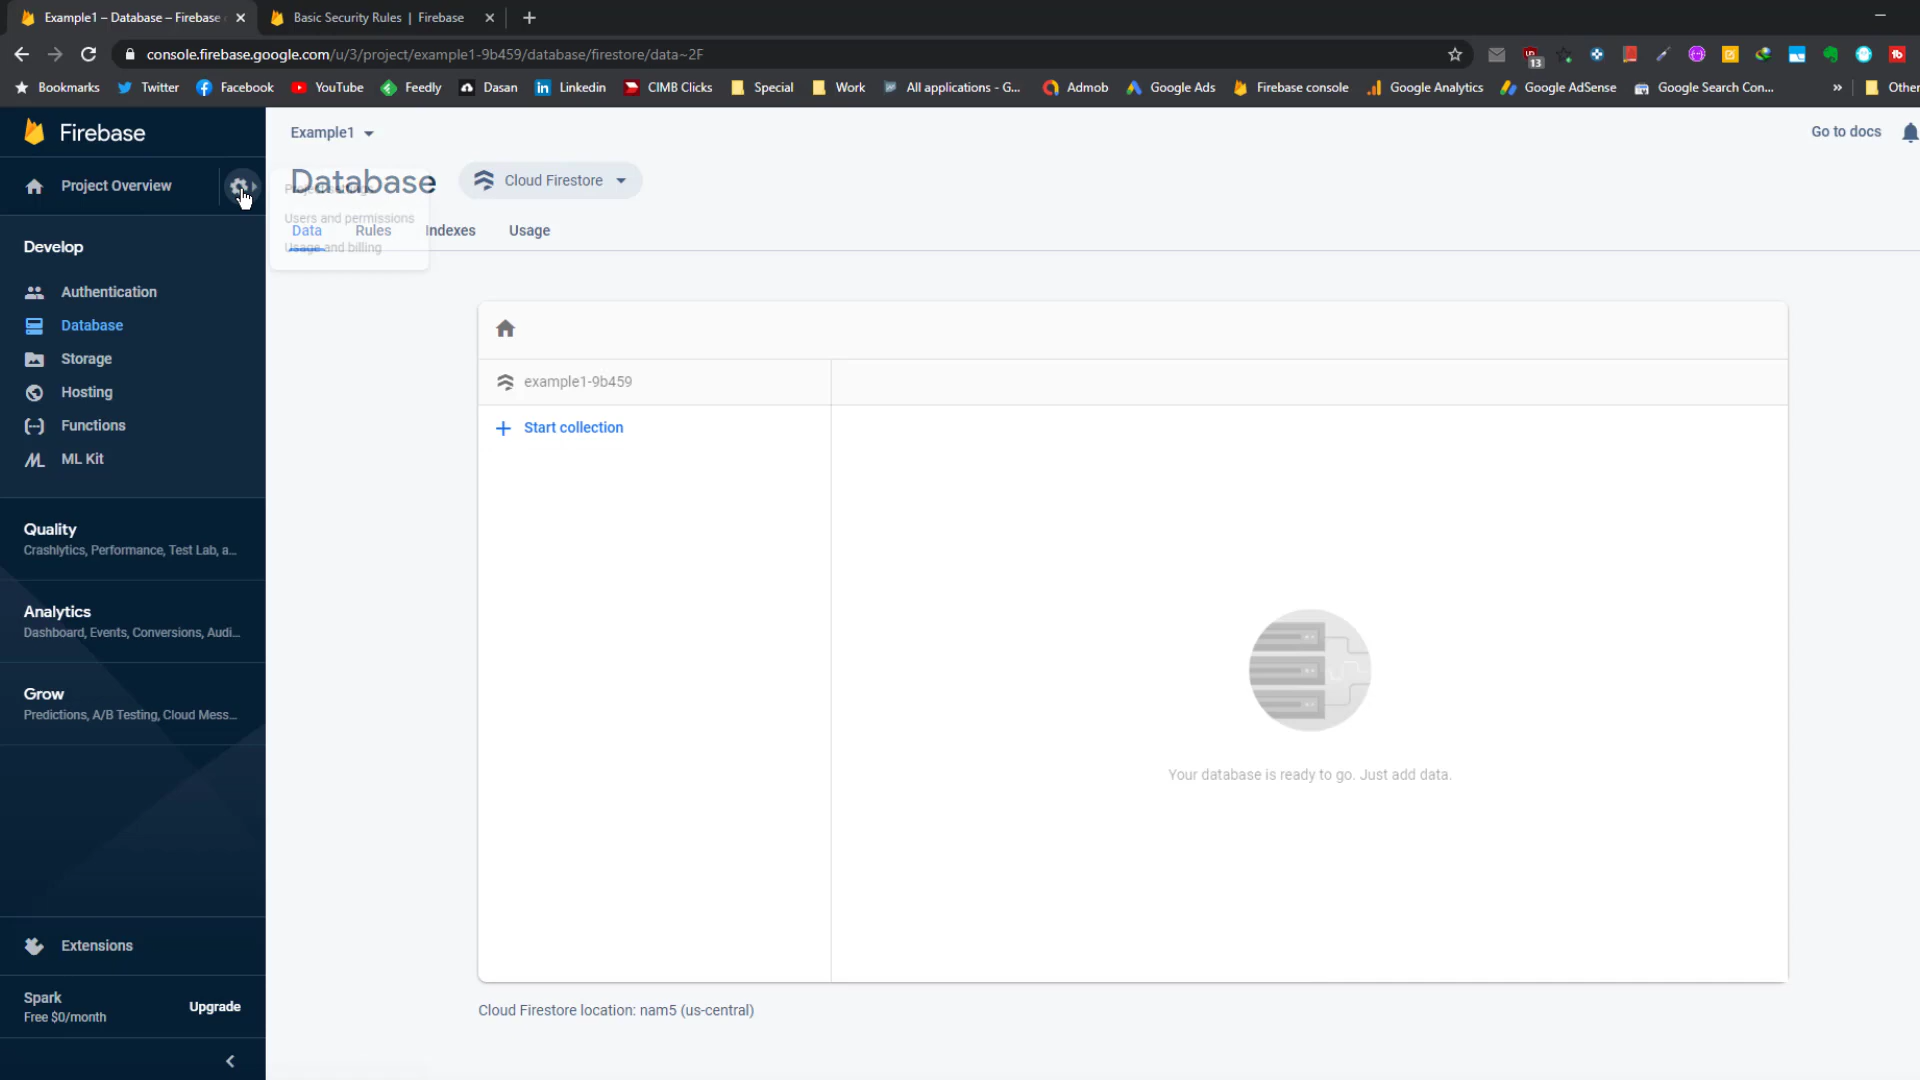 Example1 – Database – Firebase
Basic Security Rules | Firebase
console.firebase.google.com/u/3/project/example1-9b459/database/firestore/data~2F
13
Bookmarks
Twitter
Facebook
YouTube
Feedly
Dasan
Linkedin
CIMB Clicks
Special
Work
All applications - G...
Admob
Google Ads
Firebase console
Google Analytics
Google AdSense
Google Search Con...
»
Other
Firebase
Example1
Go to docs
Project Overview
Database
Cloud Firestore
Users and permissions
Data
Rules
Indexes
Usage
Usage and billing
Develop
Authentication
Database
Storage
Hosting
Functions
ML Kit
example1-9b459
Start collection
Quality
Crashlytics, Performance, Test Lab, a...
Analytics
Dashboard, Events, Conversions, Audi...
Grow
Predictions, A/B Testing, Cloud Mess...
Your database is ready to go. Just add data.
Extensions
Spark
Free $0/month
Upgrade
Cloud Firestore location: nam5 (us-central)